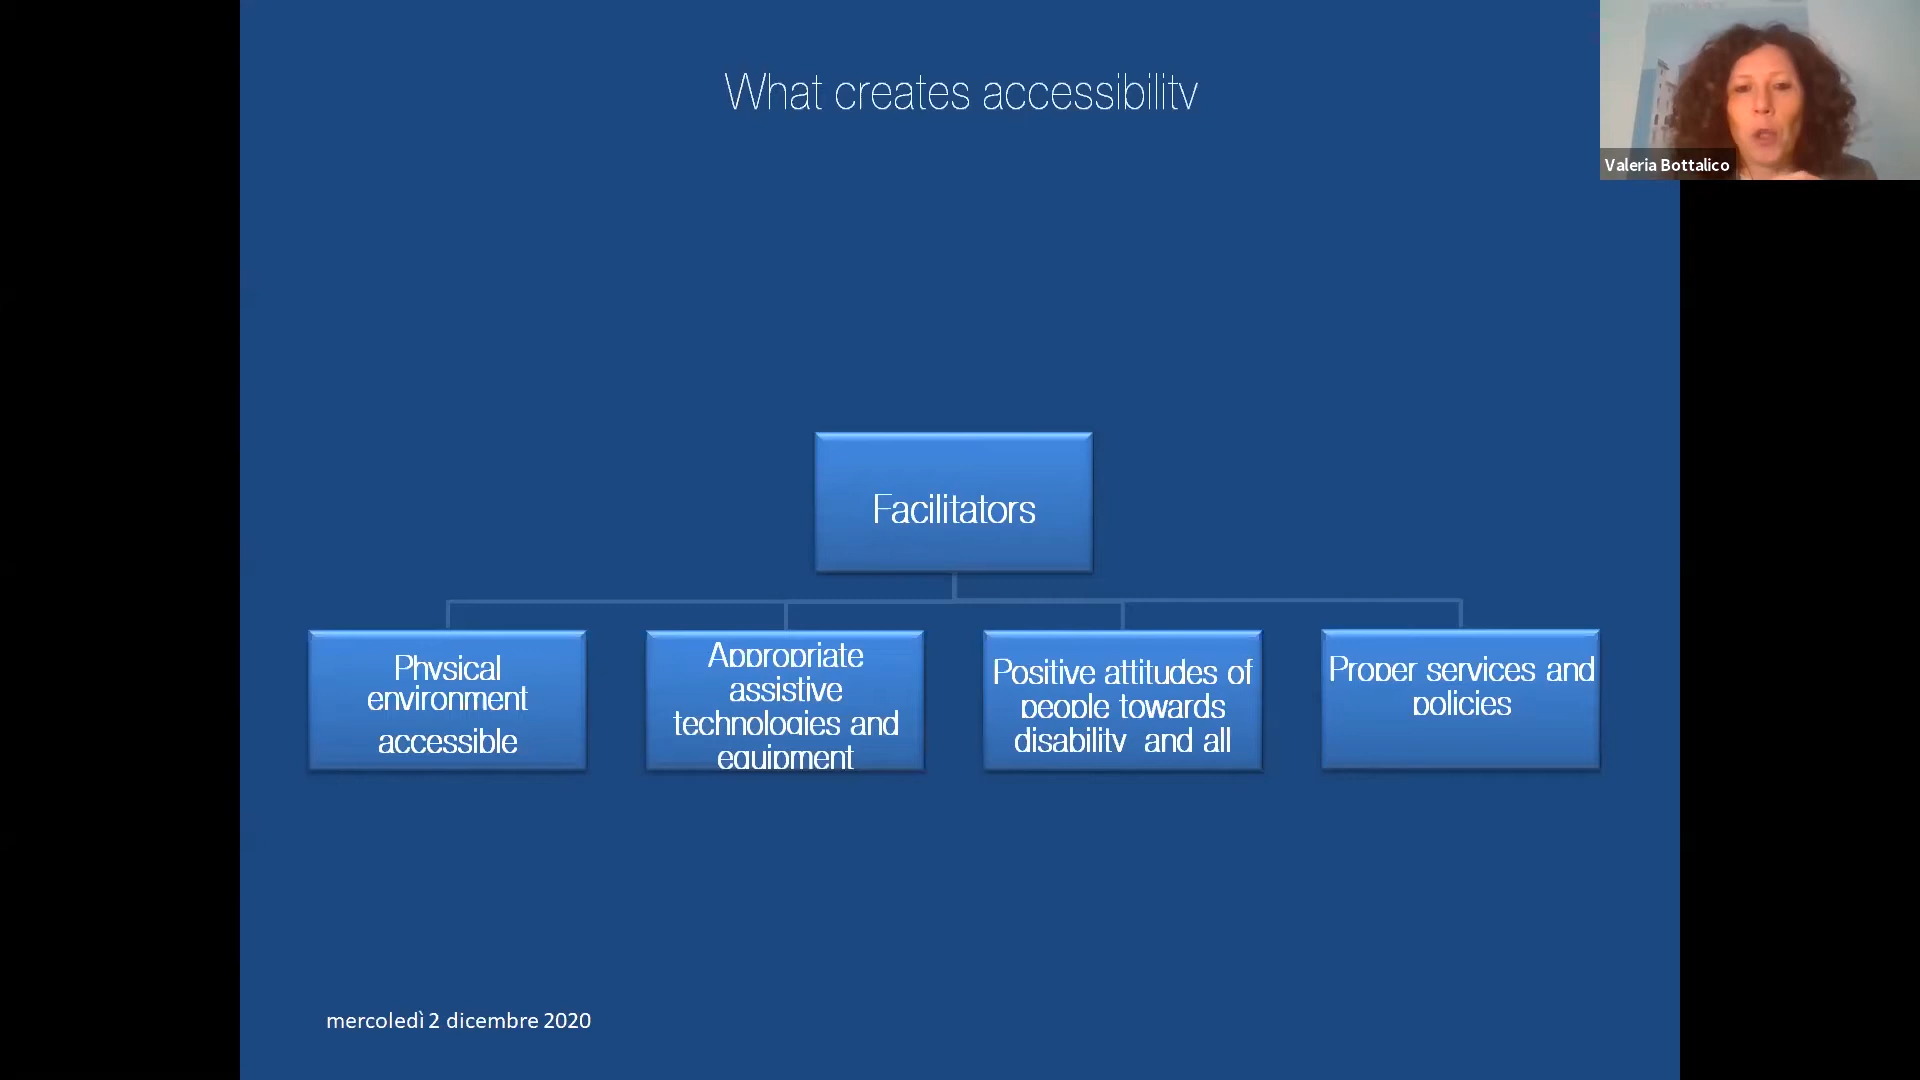 What creates accessibility
Valeria Bottalico
Facilitators
Physical
environment
accessible
Appropriate
assistive
technologies and
equipment
Positive attitudes of
people towards
disability and all
Proper services and
policies
mercoledì 2 dicembre 2020